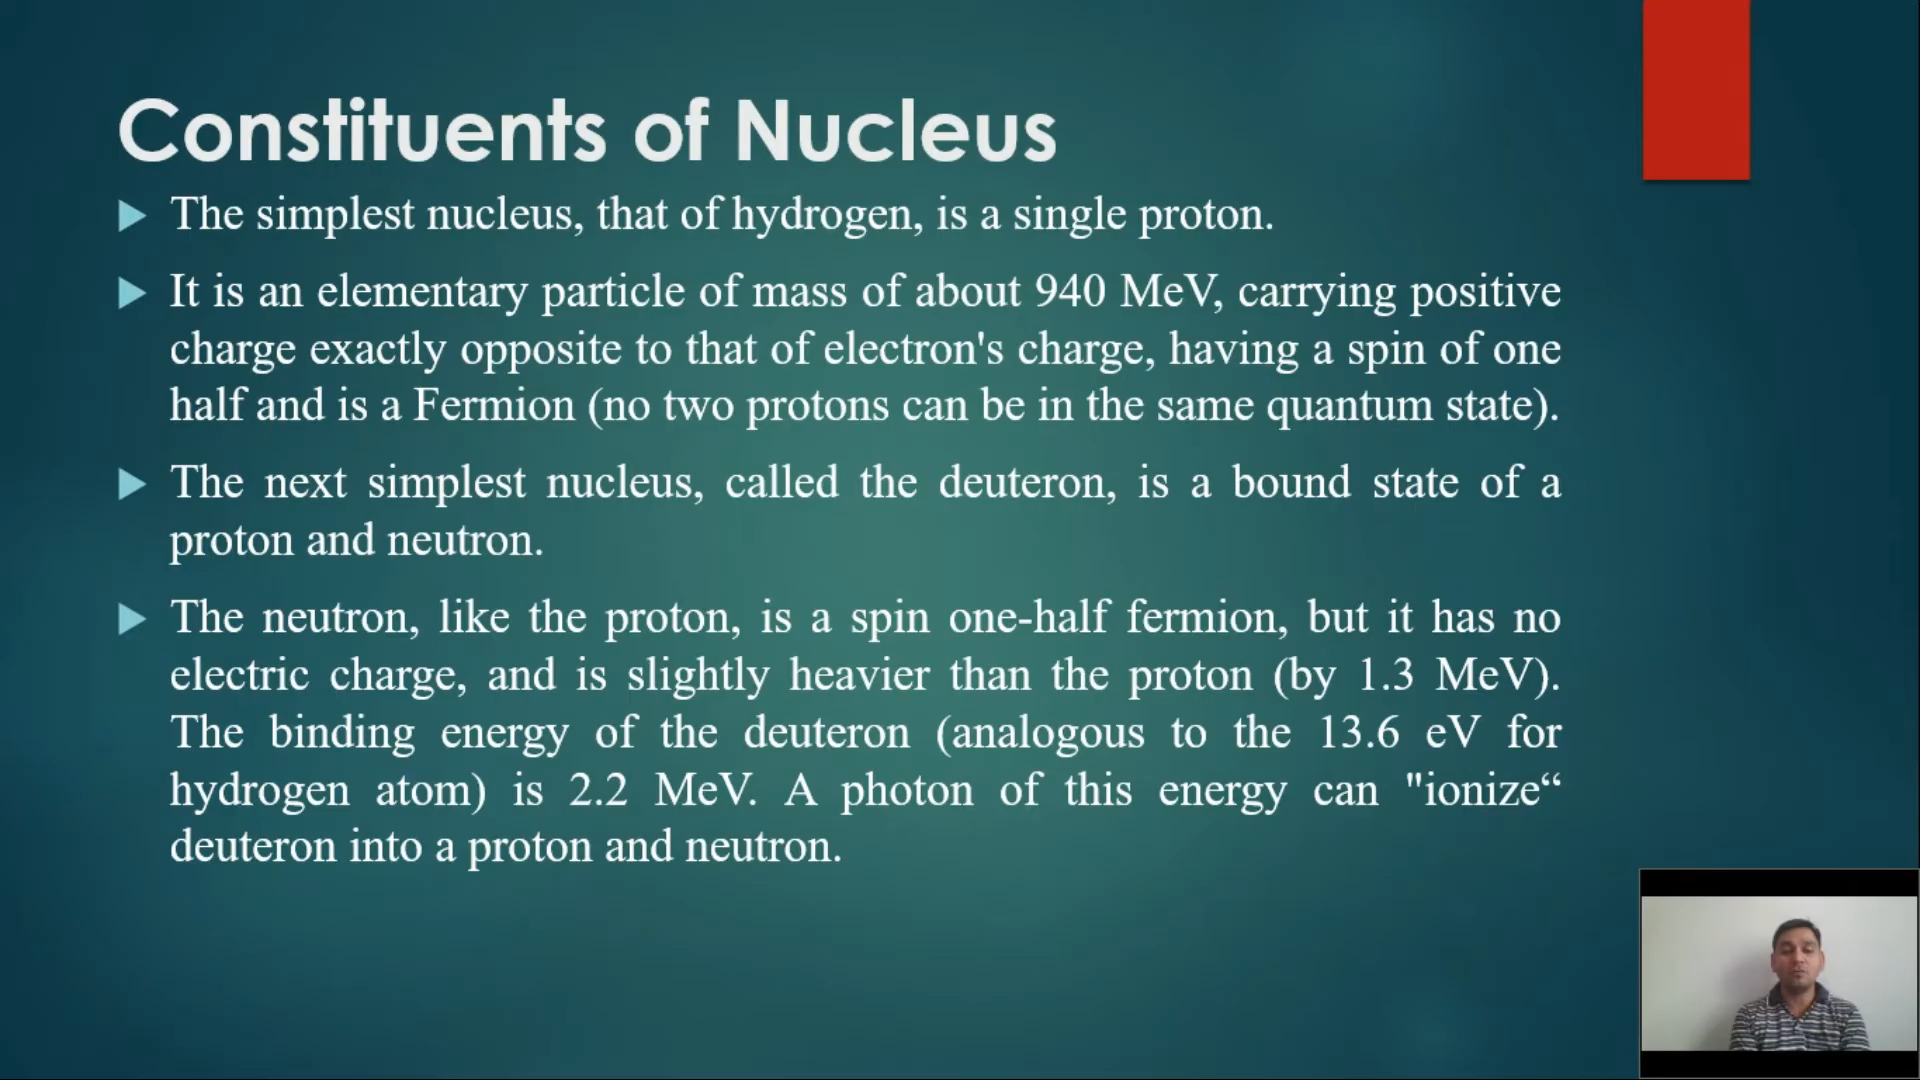 Constituents of Nucleus
The simplest nucleus, that of hydrogen, is a single proton.
It is an elementary particle of mass of about 940 MeV, carrying positive
charge exactly opposite to that of electron's charge, having a spin of one
half and is a Fermion (no two protons can be in the same quantum state).
The next simplest nucleus, called the deuteron, is a bound state of a
proton and neutron.
The neutron, like the proton, is a spin one-half fermion, but it has no
electric charge, and is slightly heavier than the proton (by 1.3 MeV).
The binding energy of the deuteron (analogous to the 13.6 eV for
hydrogen atom) is 2.2 MeV. A photon of this energy can "ionize“
deuteron into a proton and neutron.